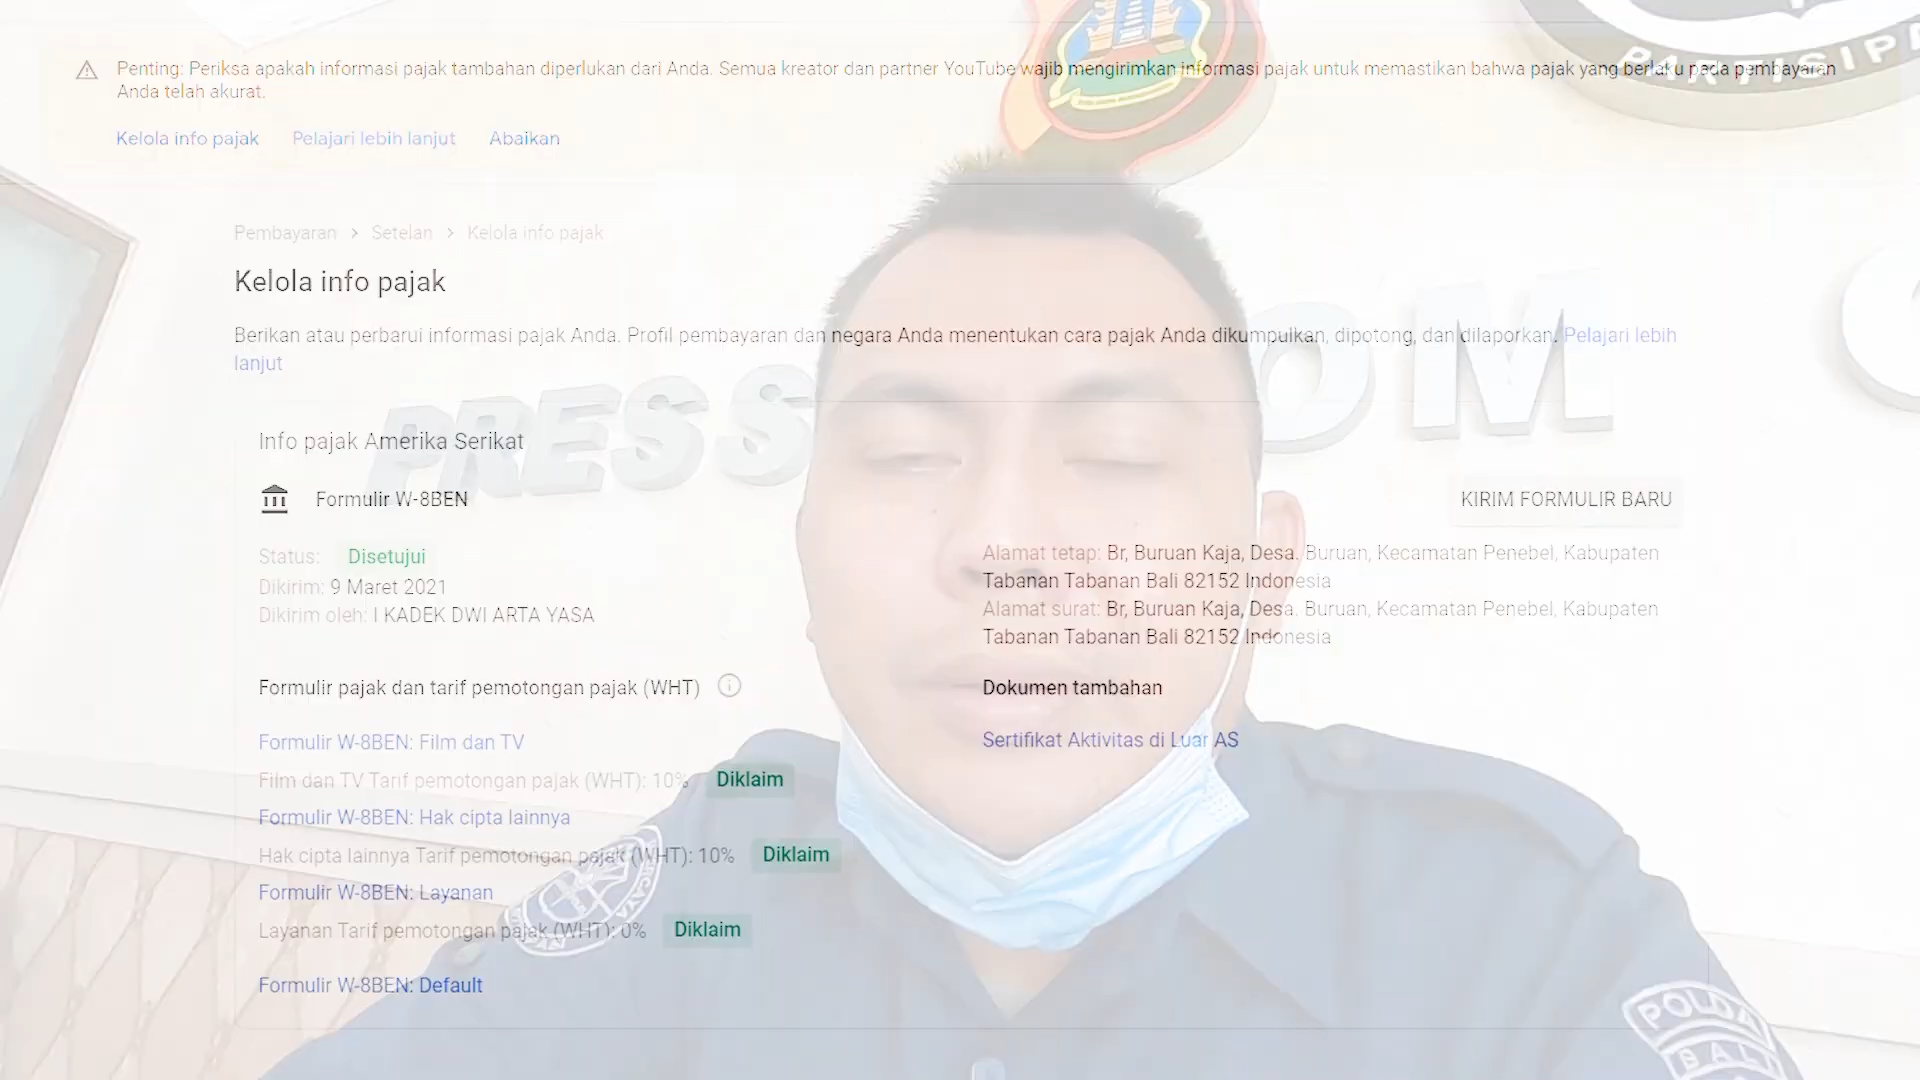 Penting: Periksa apakah informasi pajak tambahan diperlukan dari Anda. Semua kreator dan partner YouTube wajib mengirimkan informasi pajak untuk memastikan bahwa pajak yang berlaku pada pembayaran
Anda telah akurat.
Kelola info pajak Pelajari lebih lanjut Abaikan
Pembayaran > Setelan > Kelola info pajak
Kelola info pajak
Berikan atau perbarui informasi pajak Anda. Profil pembayaran dan negara Anda menentukan cara pajak Anda dikumpulkan, dipotong, dan dilaporkan. Pelajari lebih
lanjut
PRESS OM
Info pajak Amerika Serikat
Formulir W-8BEN
KIRIM FORMULIR BARU
Status: Disetujui
Dikirim: 9 Maret 2021
Dikirim oleh: I KADEK DWI ARTA YASA
Alamat tetap: Br, Buruan Kaja, Desa. Buruan, Kecamatan Penebel, Kabupaten
Tabanan Tabanan Bali 82152 Indonesia
Alamat surat: Br, Buruan Kaja, Desa. Buruan, Kecamatan Penebel, Kabupaten
Tabanan Tabanan Bali 82152 Indonesia
Formulir pajak dan tarif pemotongan pajak (WHT)
Formulir W-8BEN: Film dan TV
Film dan TV Tarif pemotongan pajak (WHT): 10% Diklaim
Formulir W-8BEN: Hak cipta lainnya
Hak cipta lainnya Tarif pemotongan pajak (WHT): 10% Diklaim
Formulir W-8BEN: Layanan
Layanan Tarif pemotongan pajak (WHT): 0% Diklaim
Formulir W-8BEN: Default
Dokumen tambahan
Sertifikat Aktivitas di Luar AS
POLDA
BALI